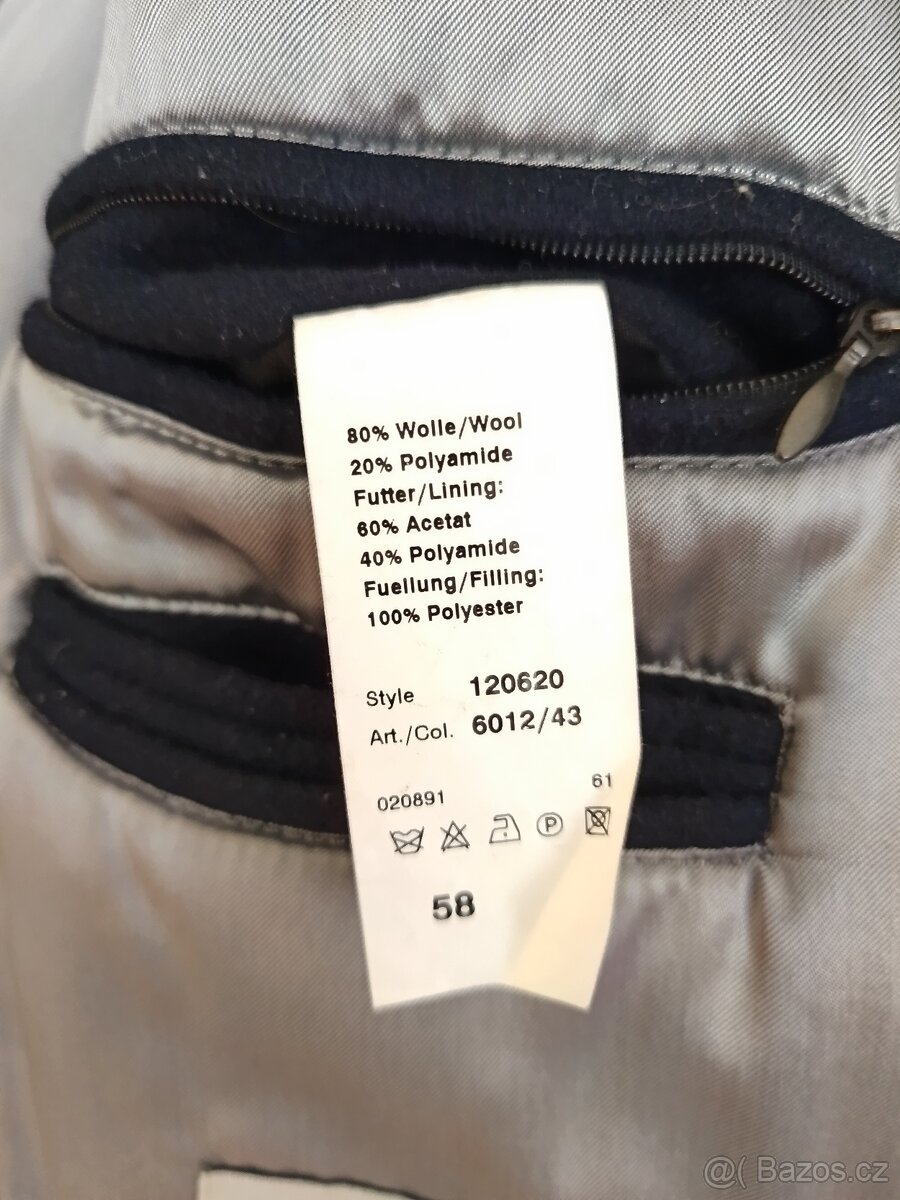 80% Wolle/Wool
20% Polyamide
Futter/Lining:
60% Acetat
40% Polyamide
Fuellung/Filling:
100% Polyester
Style 120620
Art./Col. 6012/43
020891 61
P
58
@( Bazos.cz